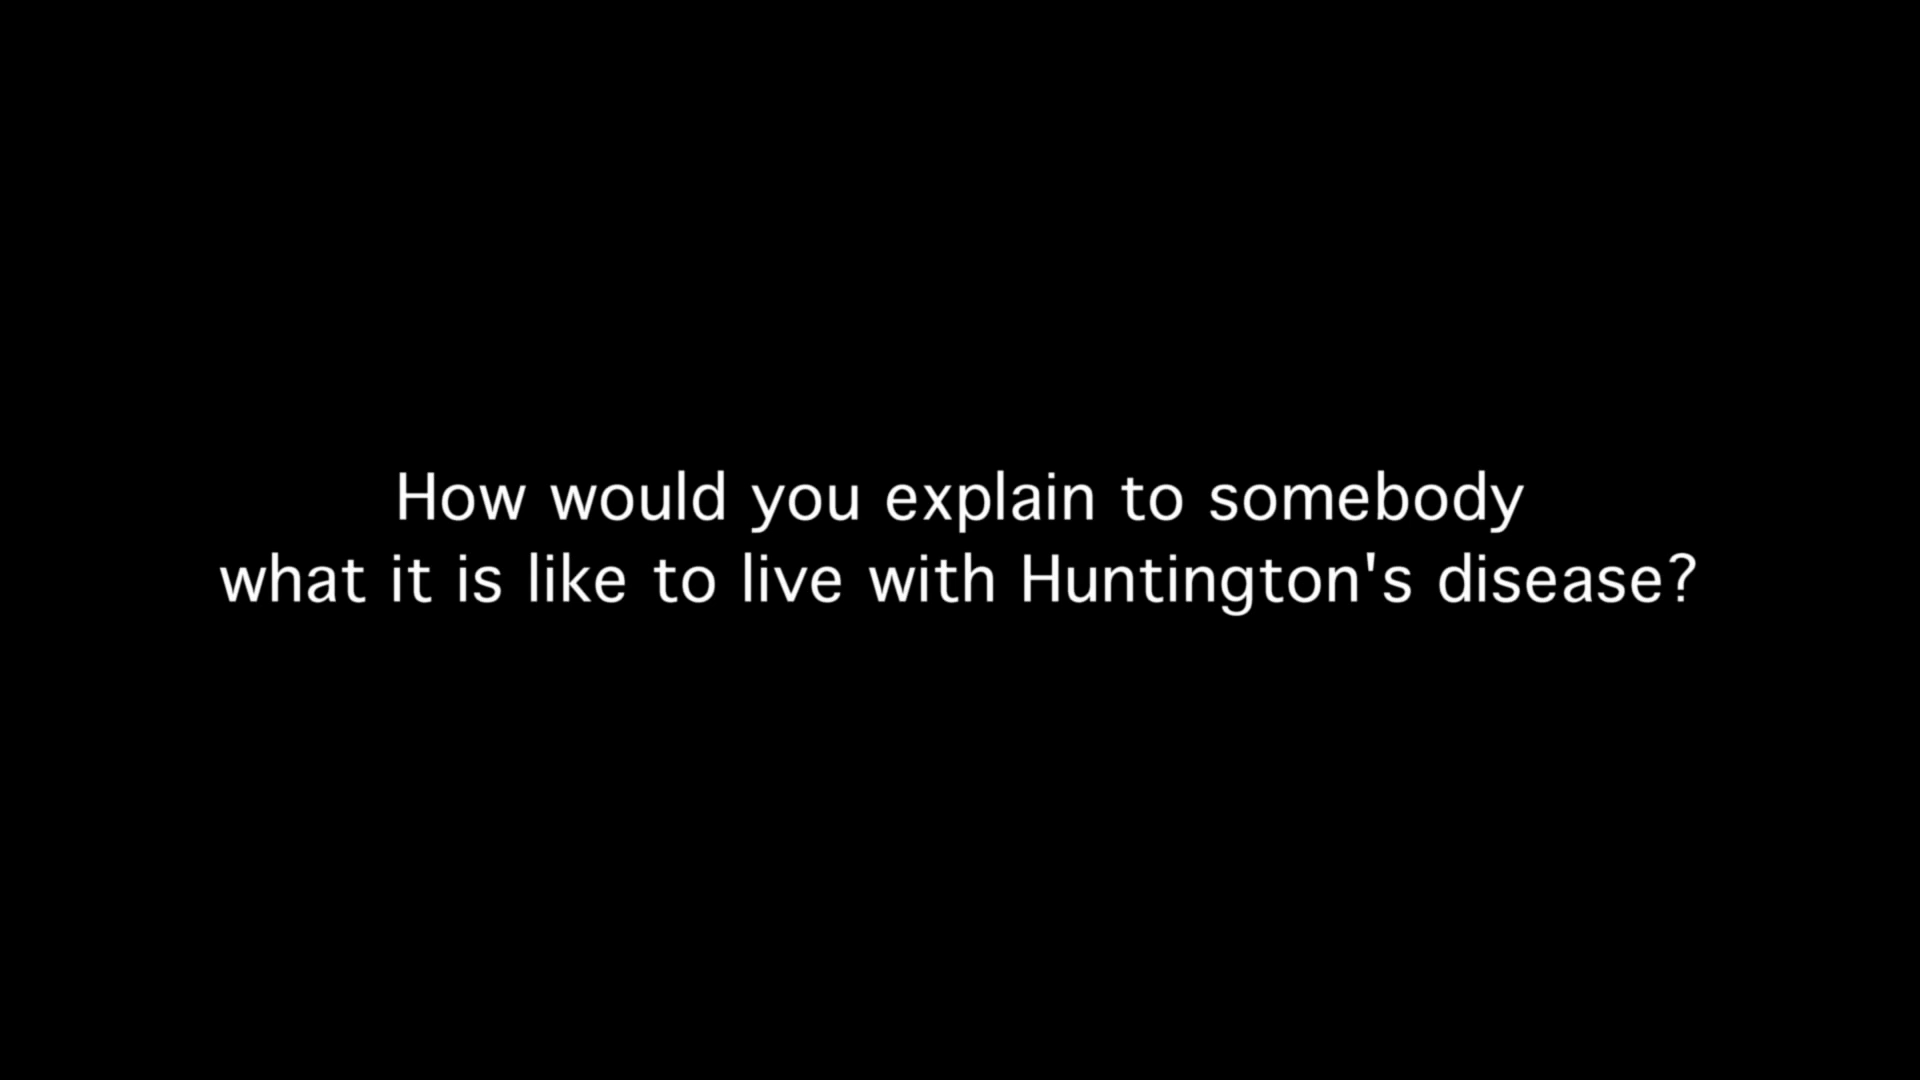 How would you explain to somebody
what it is like to live with Huntington's disease?